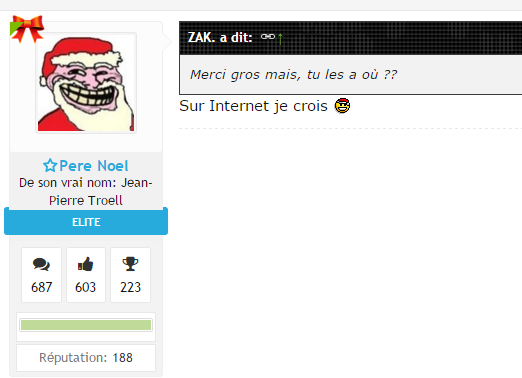 ZAK. a dit: ↑
Merci gros mais, tu les a où ??
Sur Internet je crois
Pere Noel
De son vrai nom: Jean-
Pierre Troell
ELITE
687 603 223
Réputation: 188